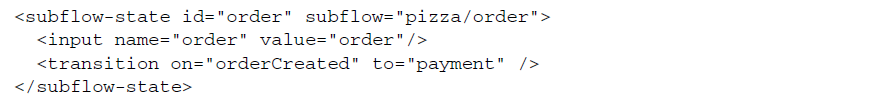 <subflow-state id="order" subflow="pizza/order">
  <input name="order" value="order"/>
  <transition on="orderCreated" to="payment" />
</subflow-state>